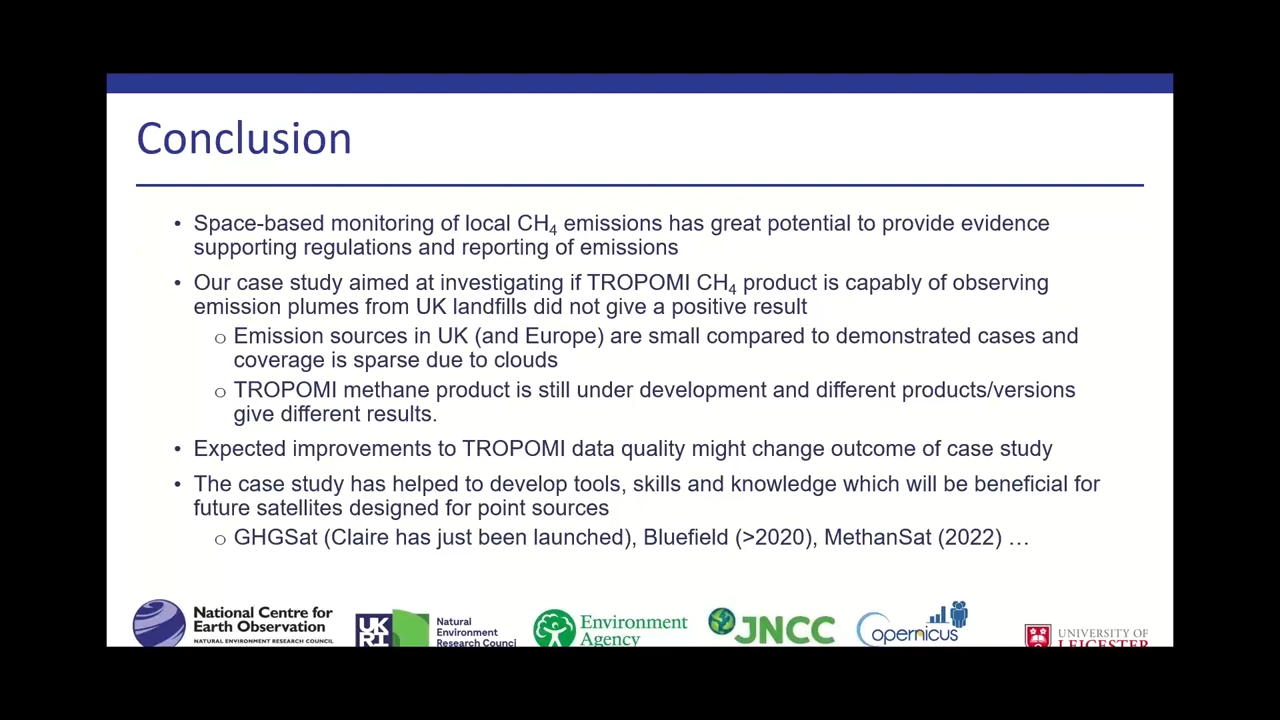 Conclusion
• Space-based monitoring of local CH₄ emissions has great potential to provide evidence
supporting regulations and reporting of emissions
• Our case study aimed at investigating if TROPOMI CH₄ product is capably of observing
emission plumes from UK landfills did not give a positive result
o Emission sources in UK (and Europe) are small compared to demonstrated cases and
coverage is sparse due to clouds
o TROPOMI methane product is still under development and different products/versions
give different results.
• Expected improvements to TROPOMI data quality might change outcome of case study
• The case study has helped to develop tools, skills and knowledge which will be beneficial for
future satellites designed for point sources
o GHGSat (Claire has just been launched), Bluefield (>2020), MethanSat (2022) …
National Centre for
Earth Observation
NATURAL ENVIRONMENT RESEARCH COUNCIL
UK
RI
Natural
Environment
Research Council
Environment
Agency
JNCC
Copernicus
UNIVERSITY OF
LEICESTER